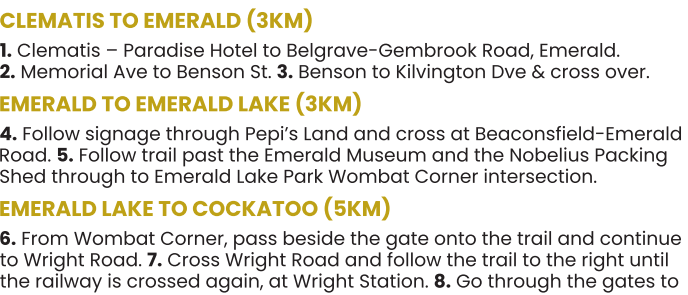 CLEMATIS TO EMERALD (3KM)
1. Clematis – Paradise Hotel to Belgrave-Gembrook Road, Emerald.
2. Memorial Ave to Benson St. 3. Benson to Kilvington Dve & cross over.
EMERALD TO EMERALD LAKE (3KM)
4. Follow signage through Pepi’s Land and cross at Beaconsfield-Emerald
Road. 5. Follow trail past the Emerald Museum and the Nobelius Packing
Shed through to Emerald Lake Park Wombat Corner intersection.
EMERALD LAKE TO COCKATOO (5KM)
6. From Wombat Corner, pass beside the gate onto the trail and continue
to Wright Road. 7. Cross Wright Road and follow the trail to the right until
the railway is crossed again, at Wright Station. 8. Go through the gates to